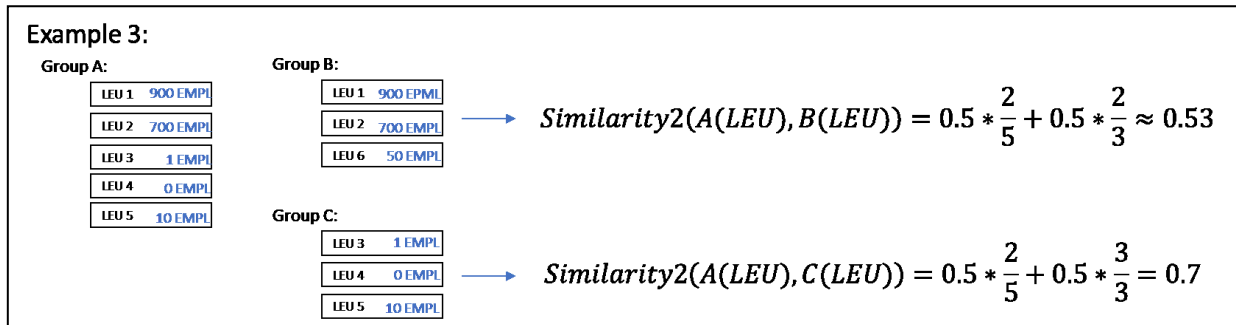 Example 3:
Group A:
LEU 1 900 EMPL
LEU 2 700 EMPL
LEU 3 1 EMPL
LEU 4 0 EMPL
LEU 5 10 EMPL
Group B:
LEU 1 900 EPML
LEU 2 700 EMPL
LEU 6 50 EMPL
Similarity2(A(LEU), B(LEU)) = 0.5 * 2/5 + 0.5 * 2/3 ≈ 0.53
Group C:
LEU 3 1 EMPL
LEU 4 0 EMPL
LEU 5 10 EMPL
Similarity2(A(LEU), C(LEU)) = 0.5 * 2/5 + 0.5 * 3/3 = 0.7